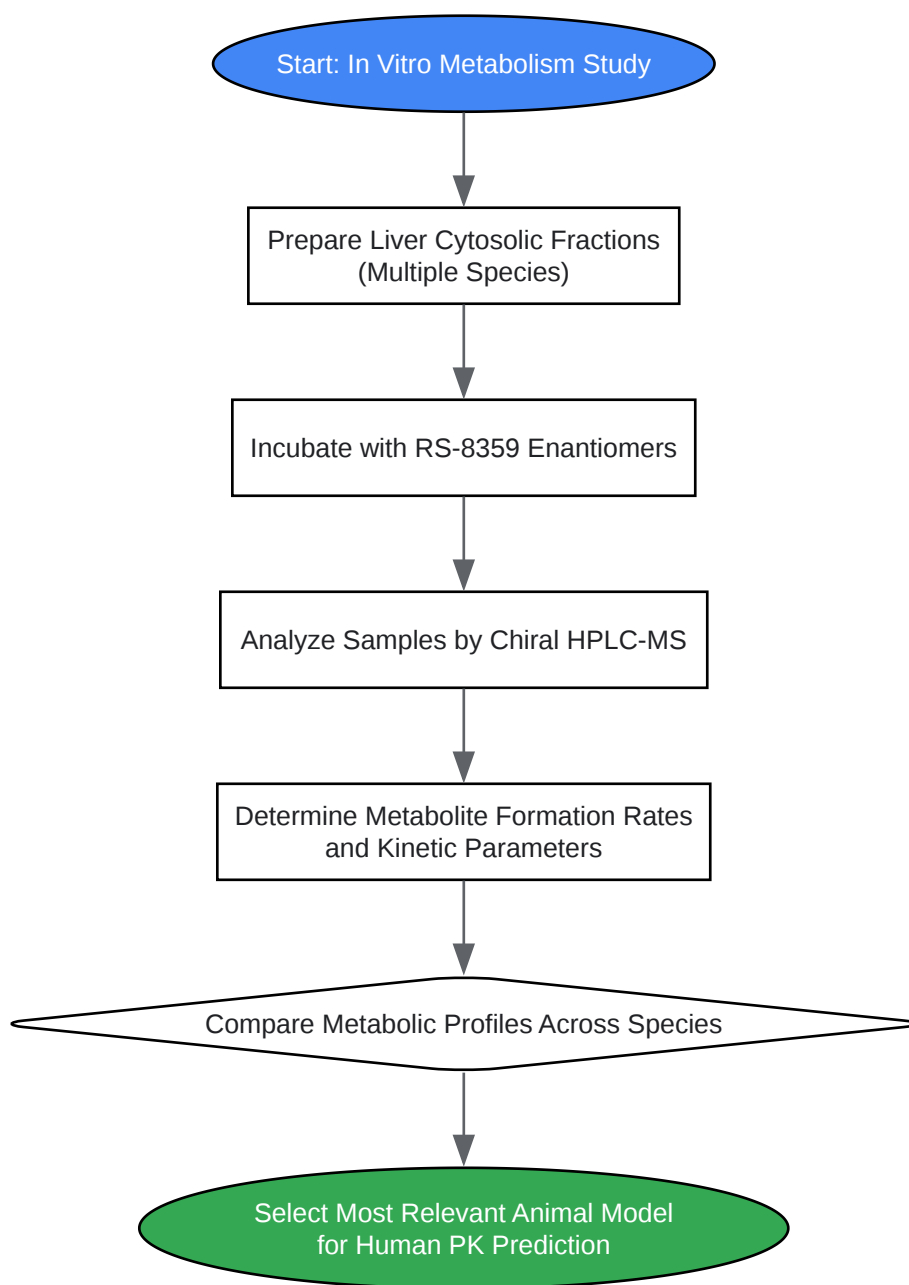 Start: In Vitro Metabolism Study
Prepare Liver Cytosolic Fractions
(Multiple Species)
Incubate with RS-8359 Enantiomers
Analyze Samples by Chiral HPLC-MS
Determine Metabolite Formation Rates
and Kinetic Parameters
Compare Metabolic Profiles Across Species
Select Most Relevant Animal Model
for Human PK Prediction